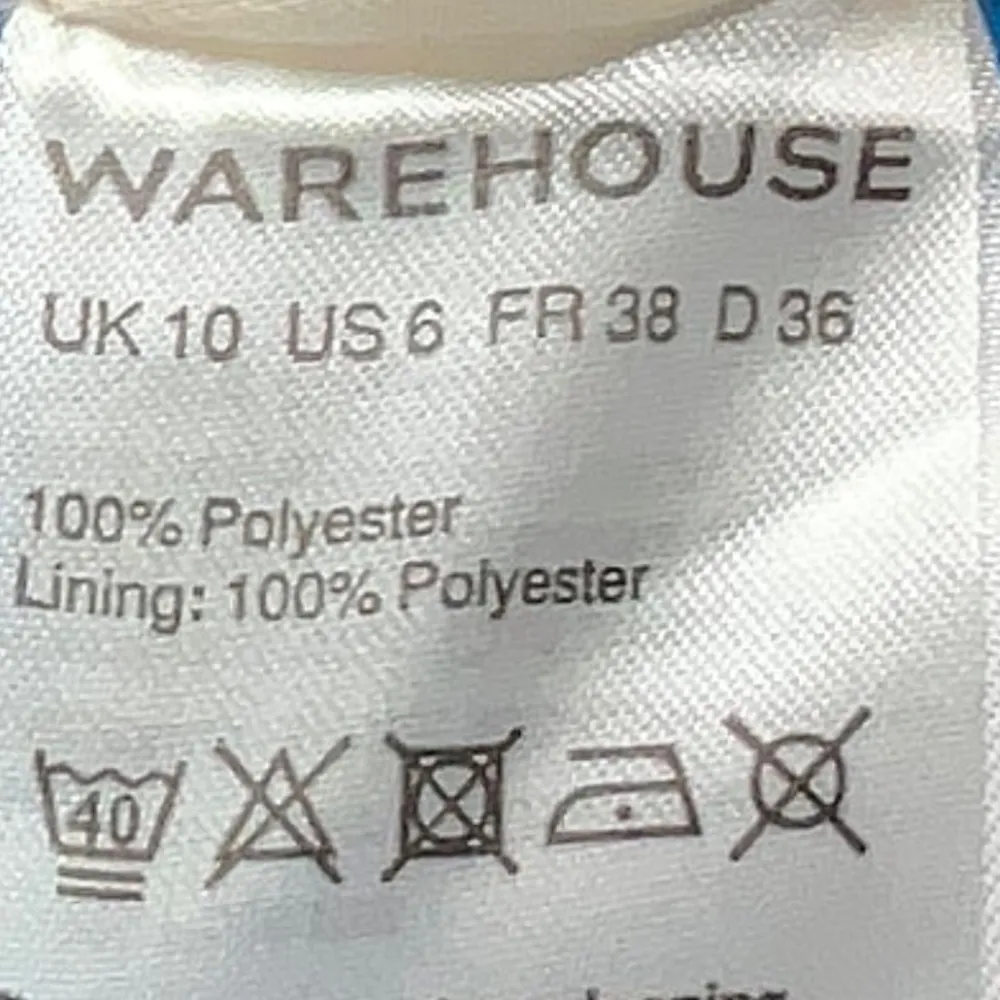 WAREHOUSE
UK 10 US 6 FR 38 D 36
100% Polyester
Lining: 100% Polyester
40